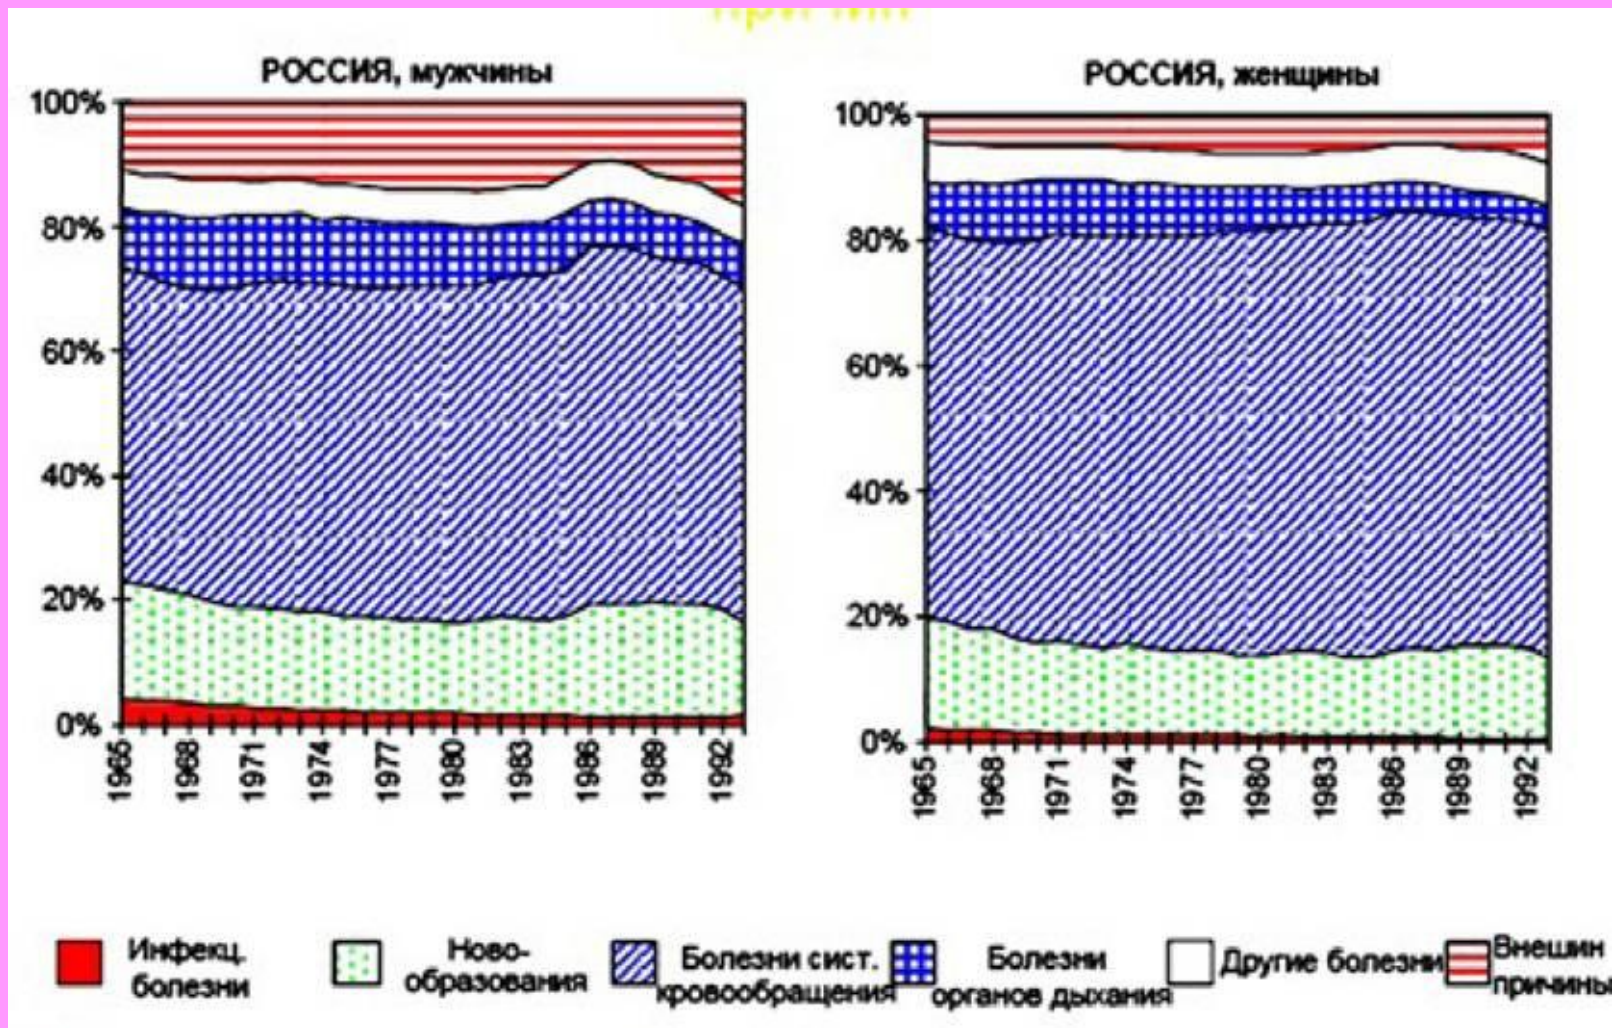 РОССИЯ, мужчины
100%
80%
60%
40%
20%
0%
1965
1968
1971
1974
1977
1980
1983
1986
1989
1992
РОССИЯ, женщины
100%
80%
60%
40%
20%
0%
1965
1968
1971
1974
1977
1980
1983
1986
1989
1992
Инфекц.
болезни
Ново-
образования
Болезни сист.
кровообращения
Болезни
органов дыхания
Другие болезни
Внешин
причины